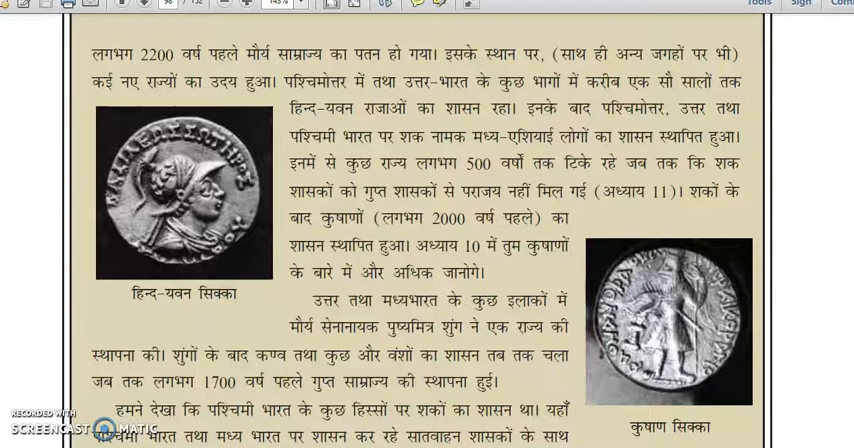 98 / 132
145%
Tools
Sign
Comm
लगभग 2200 वर्ष पहले मौर्य साम्राज्य का पतन हो गया। इसके स्थान पर, (साथ ही अन्य जगहों पर भी)
कई नए राज्यों का उदय हुआ। पश्चिमोत्तर में तथा उत्तर-भारत के कुछ भागों में करीब एक सौ सालों तक
हिन्द-यवन राजाओं का शासन रहा। इनके बाद पश्चिमोत्तर, उत्तर तथा
पश्चिमी भारत पर शक नामक मध्य-एशियाई लोगों का शासन स्थापित हुआ।
इनमें से कुछ राज्य लगभग 500 वर्षों तक टिके रहे जब तक कि शक
शासकों को गुप्त शासकों से पराजय नहीं मिल गई (अध्याय 11)। शकों के
बाद कुषाणों (लगभग 2000 वर्ष पहले) का
शासन स्थापित हुआ। अध्याय 10 में तुम कुषाणों
के बारे में और अधिक जानोगे।
हिन्द-यवन सिक्का
उत्तर तथा मध्यभारत के कुछ इलाकों में
मौर्य सेनानायक पुष्यमित्र शुंग ने एक राज्य की
स्थापना की। शुंगों के बाद कण्व तथा कुछ और वंशों का शासन तब तक चला
जब तक लगभग 1700 वर्ष पहले गुप्त साम्राज्य की स्थापना हुई।
कुषाण सिक्का
हमने देखा कि पश्चिमी भारत के कुछ हिस्सों पर शकों का शासन था। यहाँ
पश्चिमी भारत तथा मध्य भारत पर शासन कर रहे सातवाहन शासकों के साथ
RECORDED WITH
SCREENCAST MATIC